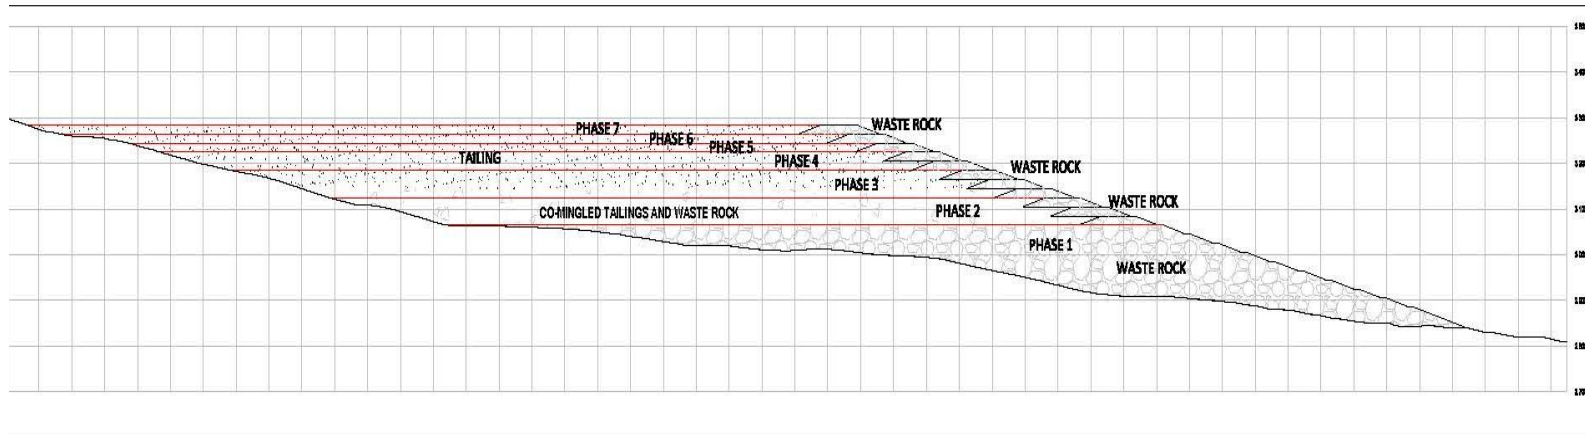 PHASE 7
WASTE ROCK
PHASE 6
PHASE 5
TAILING
PHASE 4
WASTE ROCK
PHASE 3
WASTE ROCK
CO-MINGLED TAILINGS AND WASTE ROCK
PHASE 2
PHASE 1
WASTE ROCK